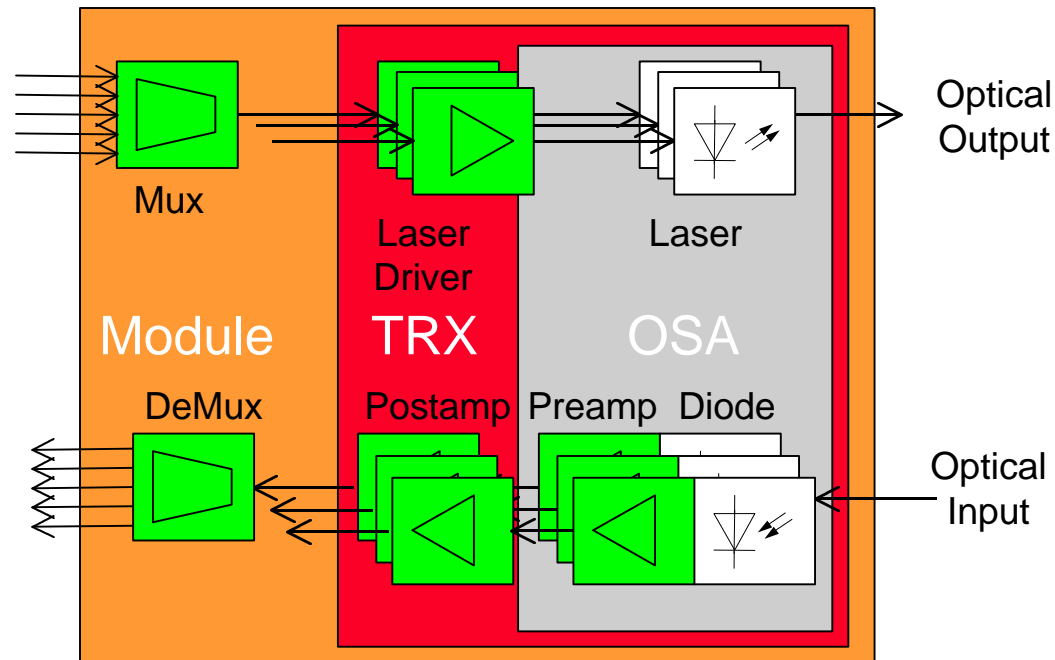 Optical
Output
Mux
Laser
Driver
Laser
Module
TRX
OSA
DeMux
Postamp
Preamp
Diode
Optical
Input